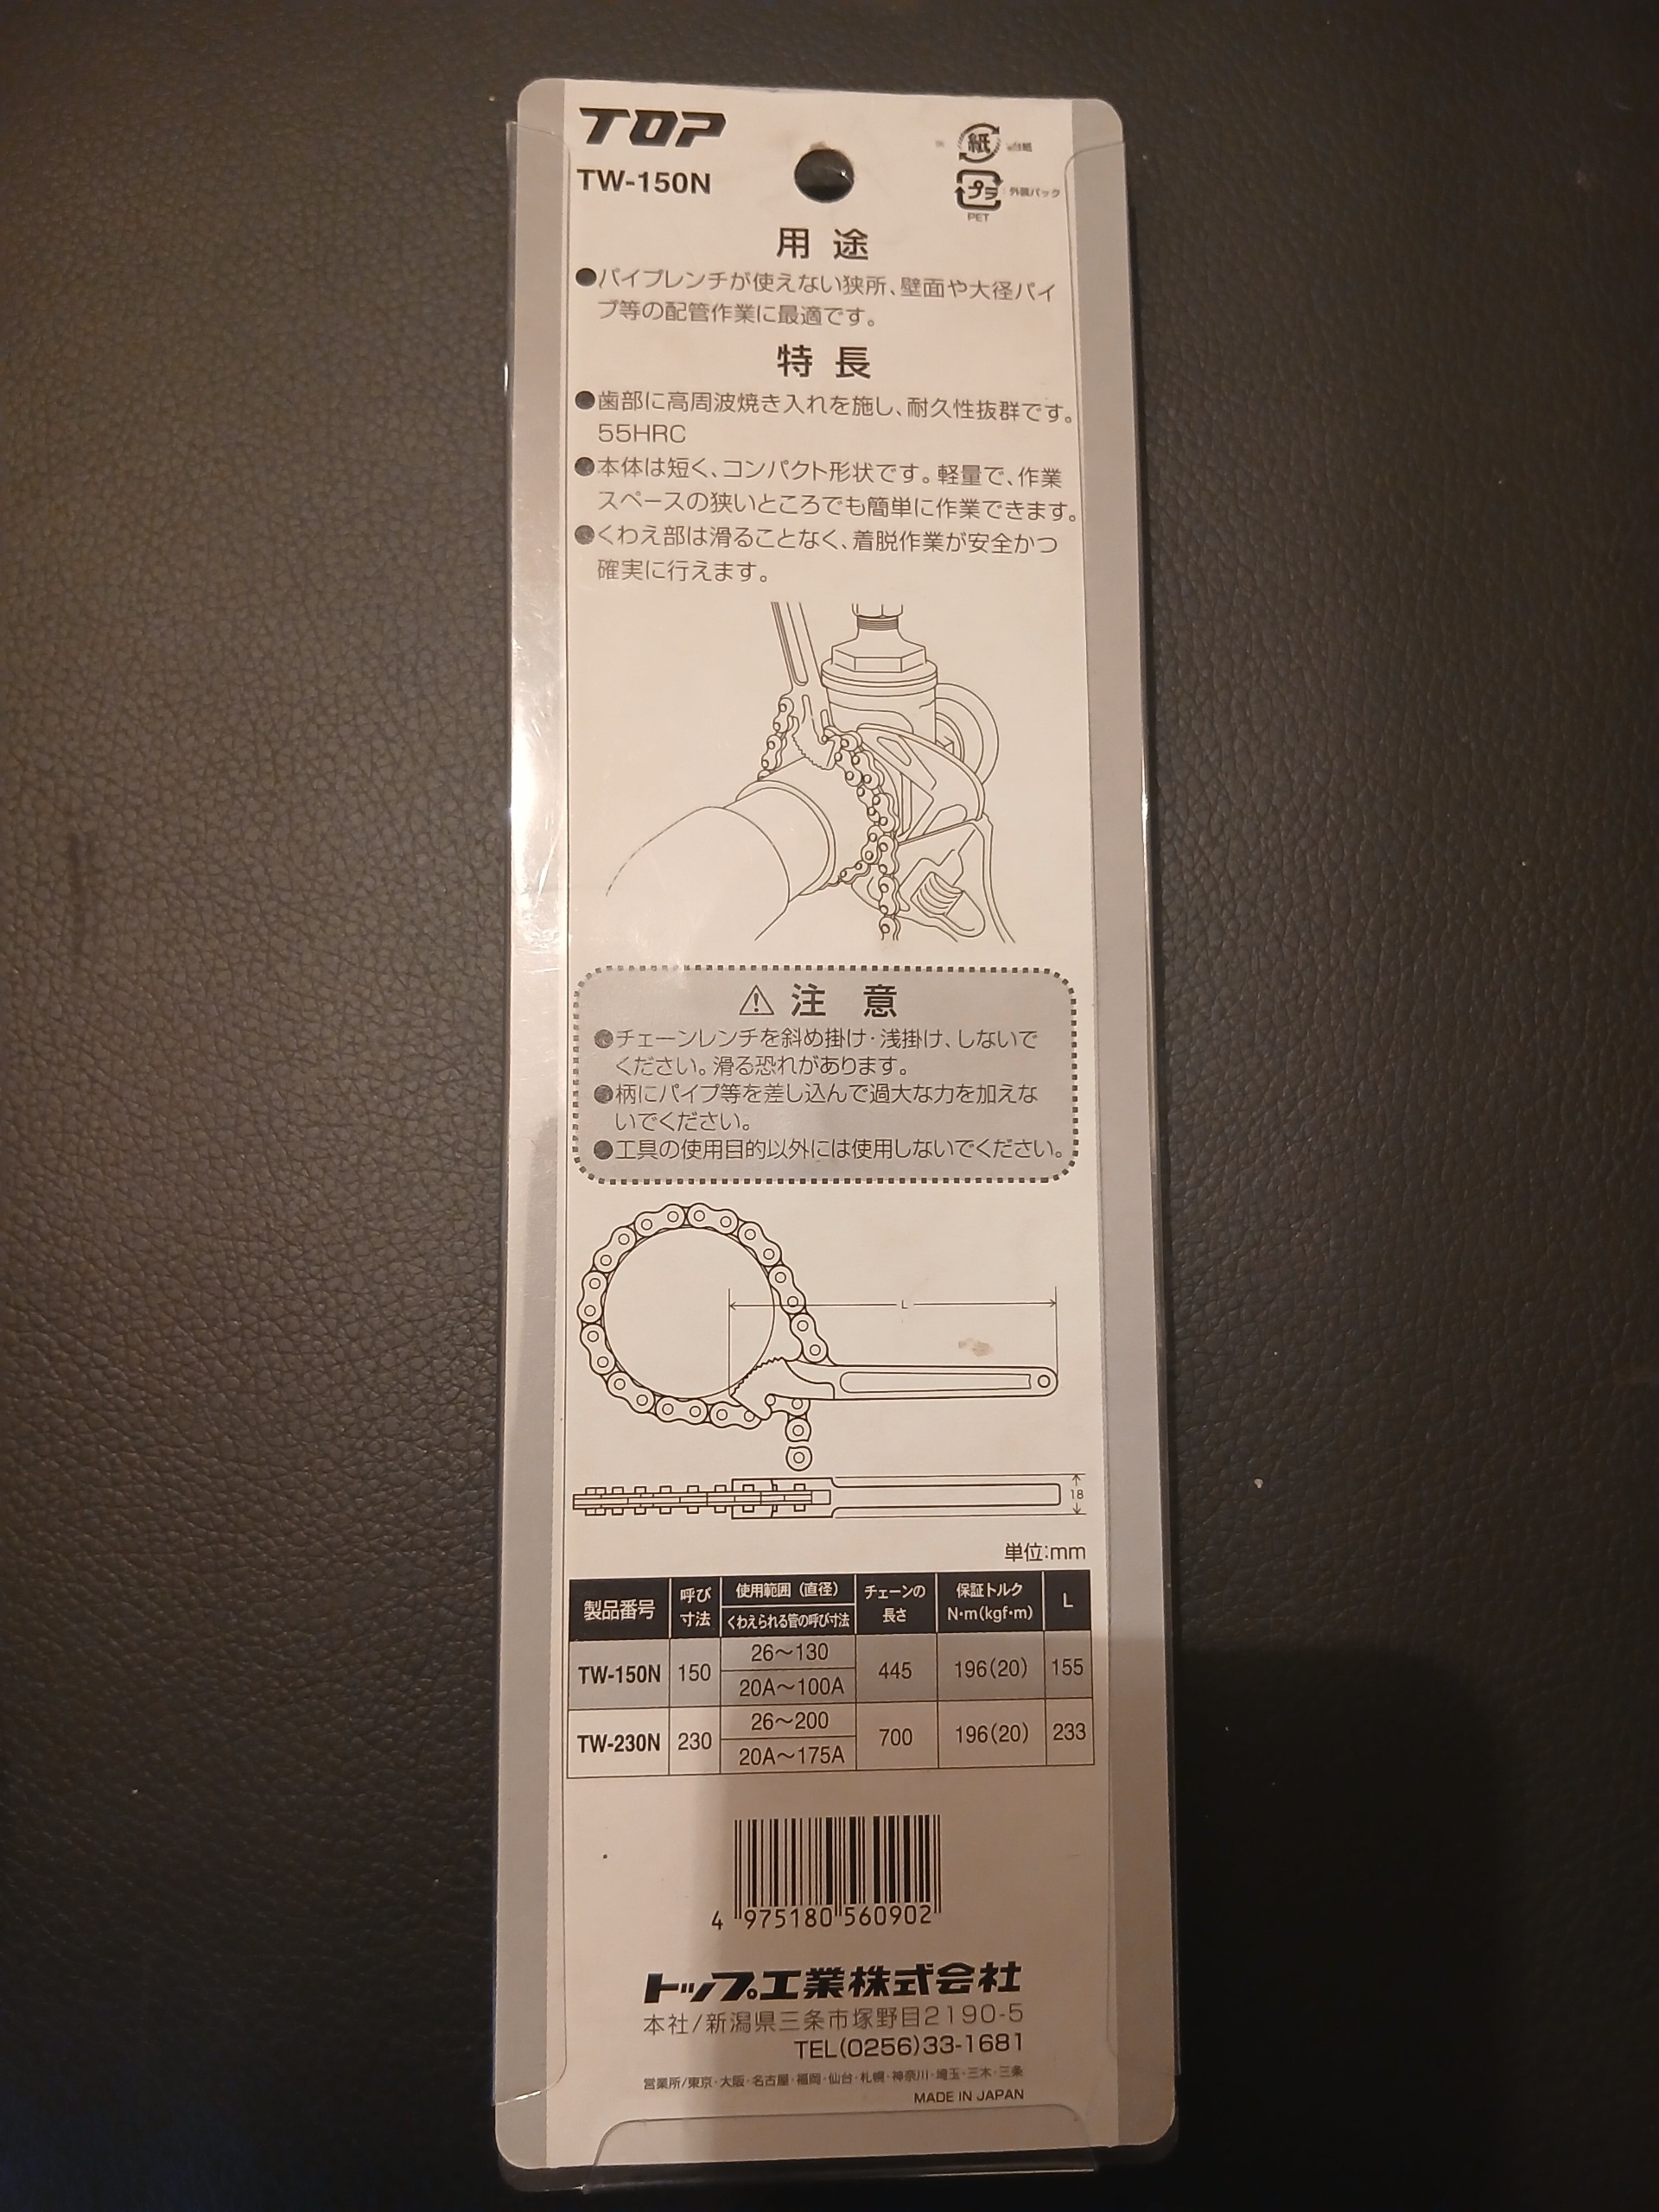 TOP
TW-150N
紙
台紙
プラ
外装パック
PET
用途
●パイプレンチが使えない狭所、壁面や大径パイ
プ等の配管作業に最適です。
特長
●歯部に高周波焼き入れを施し、耐久性抜群です。
55HRC
●本体は短く、コンパクト形状です。軽量で、作業
スペースの狭いところでも簡単に作業できます。
●くわえ部は滑ることなく、着脱作業が安全かつ
確実に行えます。
⚠ 注意
●チェーンレンチを斜め掛け・浅掛け、しないで
ください。滑る恐れがあります。
●柄にパイプ等を差し込んで過大な力を加えな
いでください。
●工具の使用目的以外には使用しないでください。
L
18
単位:mm
製品番号 呼び寸法 使用範囲(直径) くわえられる管の呼び寸法 チェーンの長さ 保証トルク N・m(kgf・m) L
TW-150N 150 26〜130 20A〜100A 445 196(20) 155
TW-230N 230 26〜200 20A〜175A 700 196(20) 233
4 975180 560902
トップ工業株式会社
本社/新潟県三条市塚野目2190-5
TEL(0256)33-1681
営業所/東京・大阪・名古屋・福岡・仙台・札幌・神奈川・埼玉・三木・三条
MADE IN JAPAN